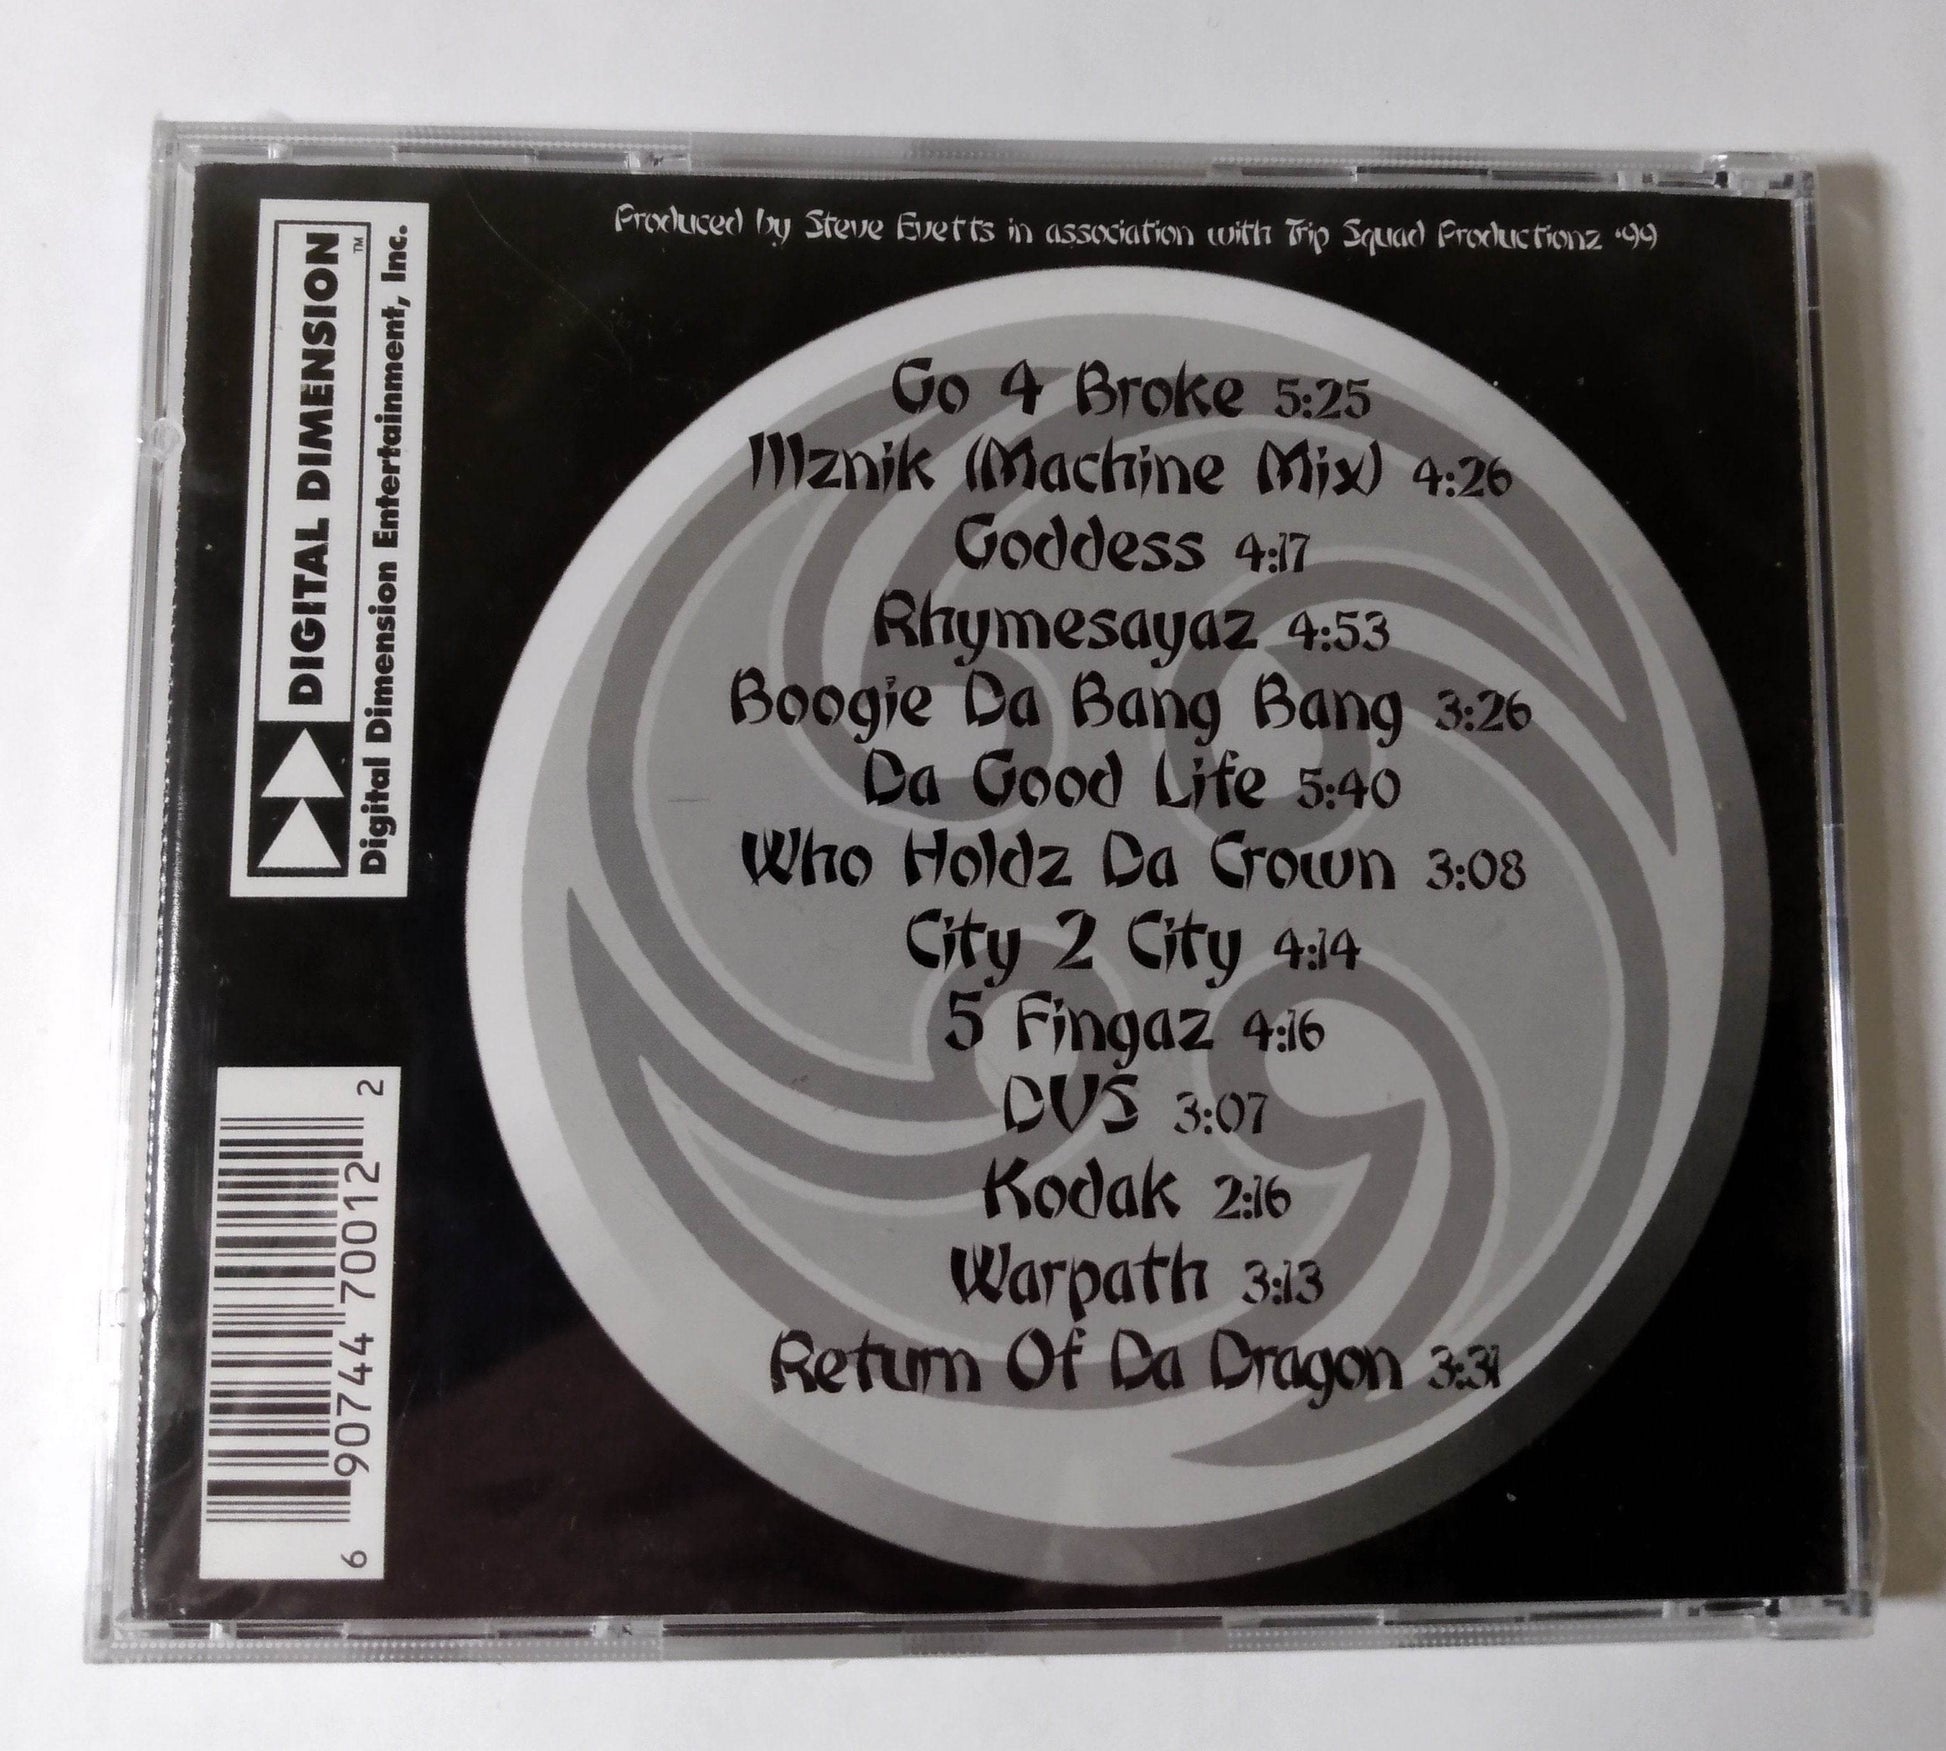 Produced by Steve Evetts in association with Trip Squad Productionz '99
Go 4 Broke 5:25
Illznik (Machine Mix) 4:26
Goddess 4:17
Rhymesayaz 4:53
Boogie Da Bang Bang 3:26
Da Good Life 5:40
Who Holdz Da Crown 3:08
City 2 City 4:14
5 Fingaz 4:16
DVS 3:07
Kodak 2:16
Warpath 3:13
Return Of Da Dragon 3:31
DIGITAL DIMENSION™
Digital Dimension Entertainment, Inc.
6 90744 70012 2